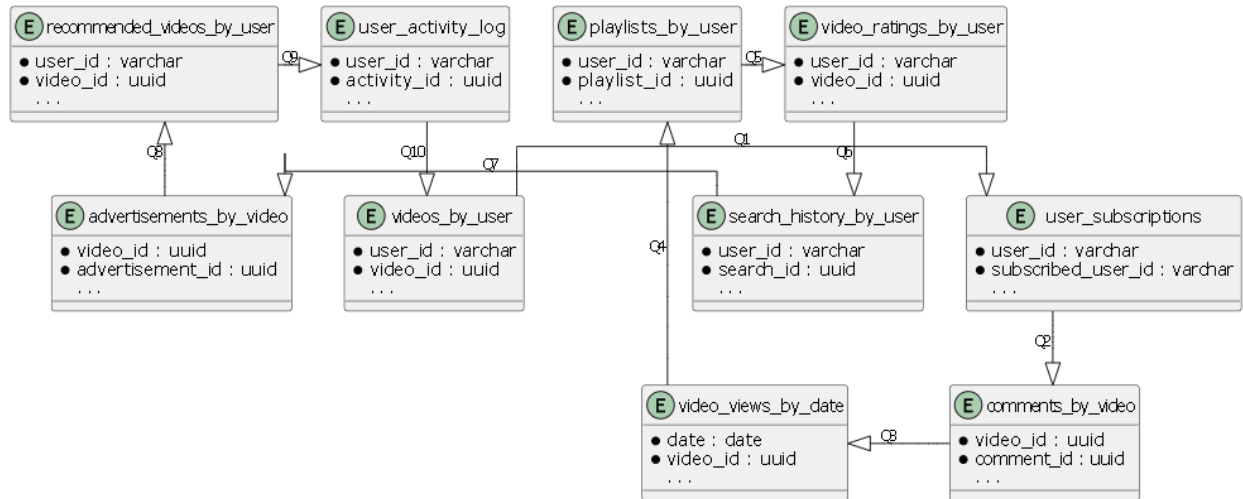 E recommended_videos_by_user
user_id : varchar
video_id : uuid
...
Q9
E user_activity_log
user_id : varchar
activity_id : uuid
...
E playlists_by_user
user_id : varchar
playlist_id : uuid
...
Q5
E video_ratings_by_user
user_id : varchar
video_id : uuid
...
Q8
Q10
Q7
Q1
Q6
E advertisements_by_video
video_id : uuid
advertisement_id : uuid
...
E videos_by_user
user_id : varchar
video_id : uuid
...
Q4
E search_history_by_user
user_id : varchar
search_id : uuid
...
E user_subscriptions
user_id : varchar
subscribed_user_id : varchar
...
Q2
E video_views_by_date
date : date
video_id : uuid
...
Q3
E comments_by_video
video_id : uuid
comment_id : uuid
...